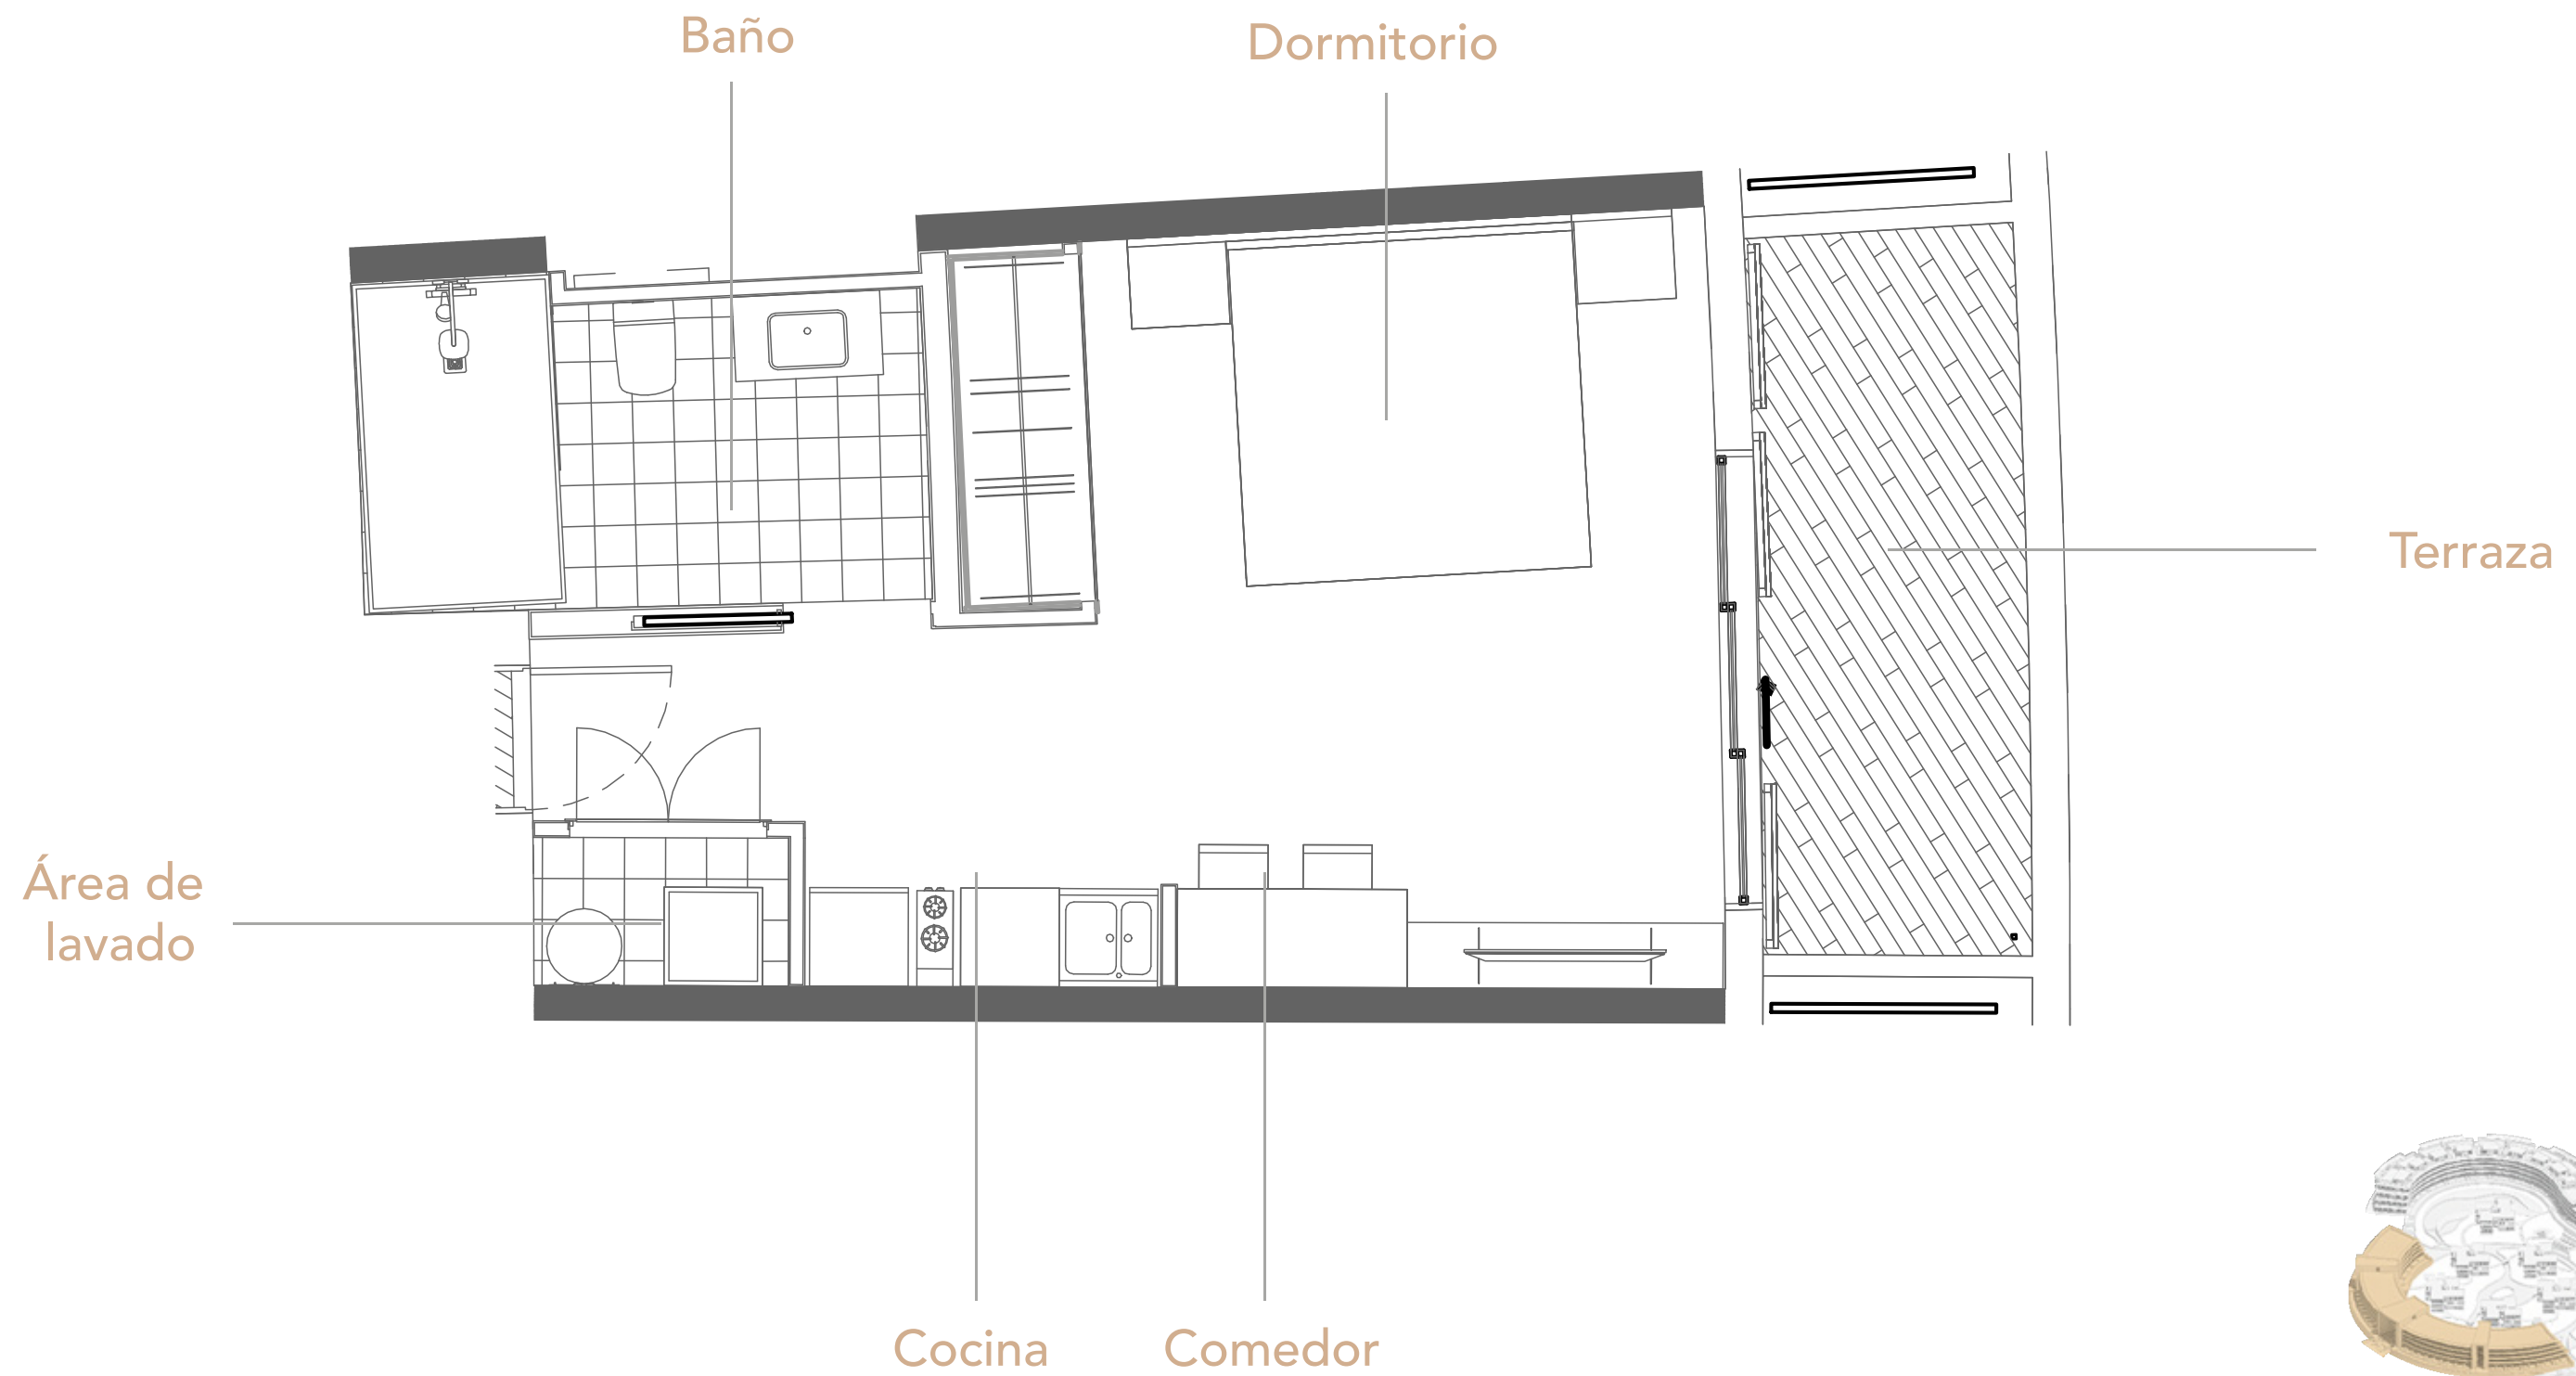 Baño
Dormitorio
Terraza
Área de
lavado
Cocina
Comedor